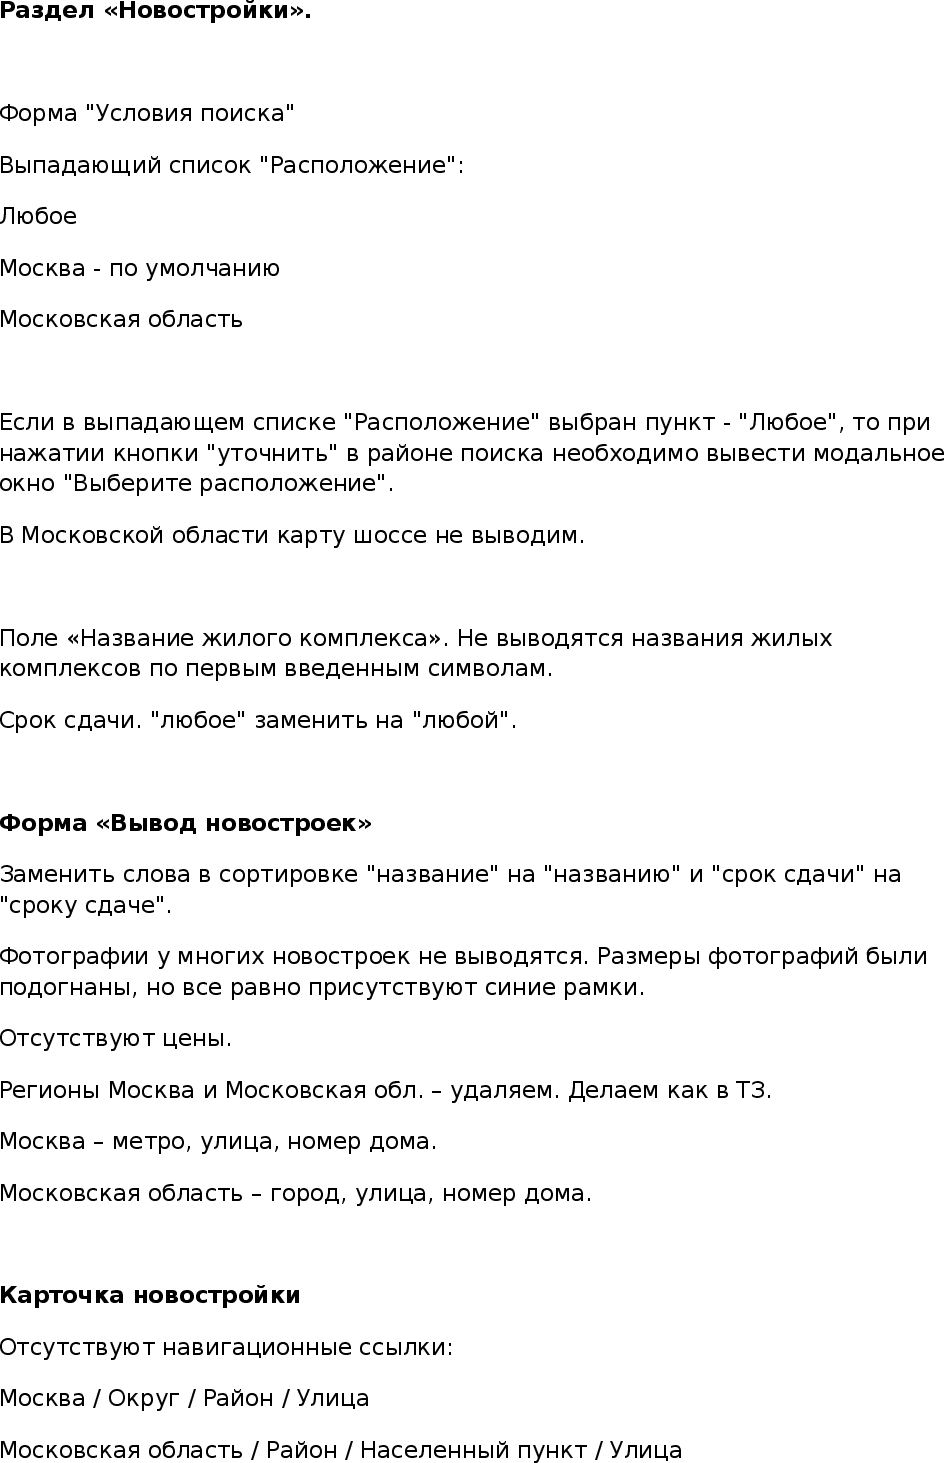 Раздел «Новостройки».
Форма "Условия поиска"
Выпадающий список "Расположение":
Любое
Москва - по умолчанию
Московская область
Если в выпадающем списке "Расположение" выбран пункт - "Любое", то при
нажатии кнопки "уточнить" в районе поиска необходимо вывести модальное
окно "Выберите расположение".
В Московской области карту шоссе не выводим.
Поле «Название жилого комплекса». Не выводятся названия жилых
комплексов по первым введенным символам.
Срок сдачи. "любое" заменить на "любой".
Форма «Вывод новостроек»
Заменить слова в сортировке "название" на "названию" и "срок сдачи" на
"сроку сдаче".
Фотографии у многих новостроек не выводятся. Размеры фотографий были
подогнаны, но все равно присутствуют синие рамки.
Отсутствуют цены.
Регионы Москва и Московская обл. – удаляем. Делаем как в ТЗ.
Москва – метро, улица, номер дома.
Московская область – город, улица, номер дома.
Карточка новостройки
Отсутствуют навигационные ссылки:
Москва / Округ / Район / Улица
Московская область / Район / Населенный пункт / Улица